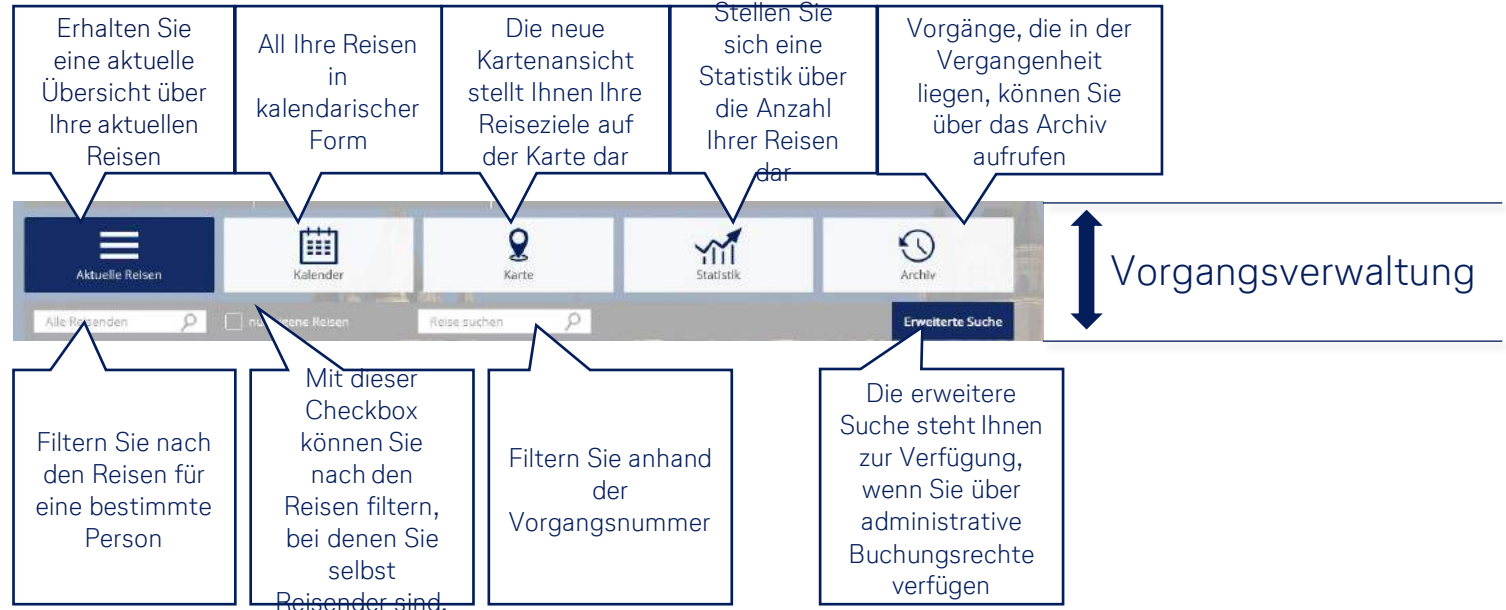 Erhalten Sie
eine aktuelle
Übersicht über
Ihre aktuellen
Reisen
All Ihre Reisen
in
kalendarischer
Form
Die neue
Kartenansicht
stellt Ihnen Ihre
Reiseziele auf
der Karte dar
Stellen Sie
sich eine
Statistik über
die Anzahl
Ihrer Reisen
dar
Vorgänge, die in der
Vergangenheit
liegen, können Sie
über das Archiv
aufrufen
Aktuelle Reisen
Kalender
Karte
Statistik
Archiv
Vorgangsverwaltung
Alle Reisenden
nur eigene Reisen
Reise suchen
Erweiterte Suche
Filtern Sie nach
den Reisen für
eine bestimmte
Person
Mit dieser
Checkbox
können Sie
nach den
Reisen filtern,
bei denen Sie
selbst
Reisender sind.
Filtern Sie anhand
der
Vorgangsnummer
Die erweitere
Suche steht Ihnen
zur Verfügung,
wenn Sie über
administrative
Buchungsrechte
verfügen